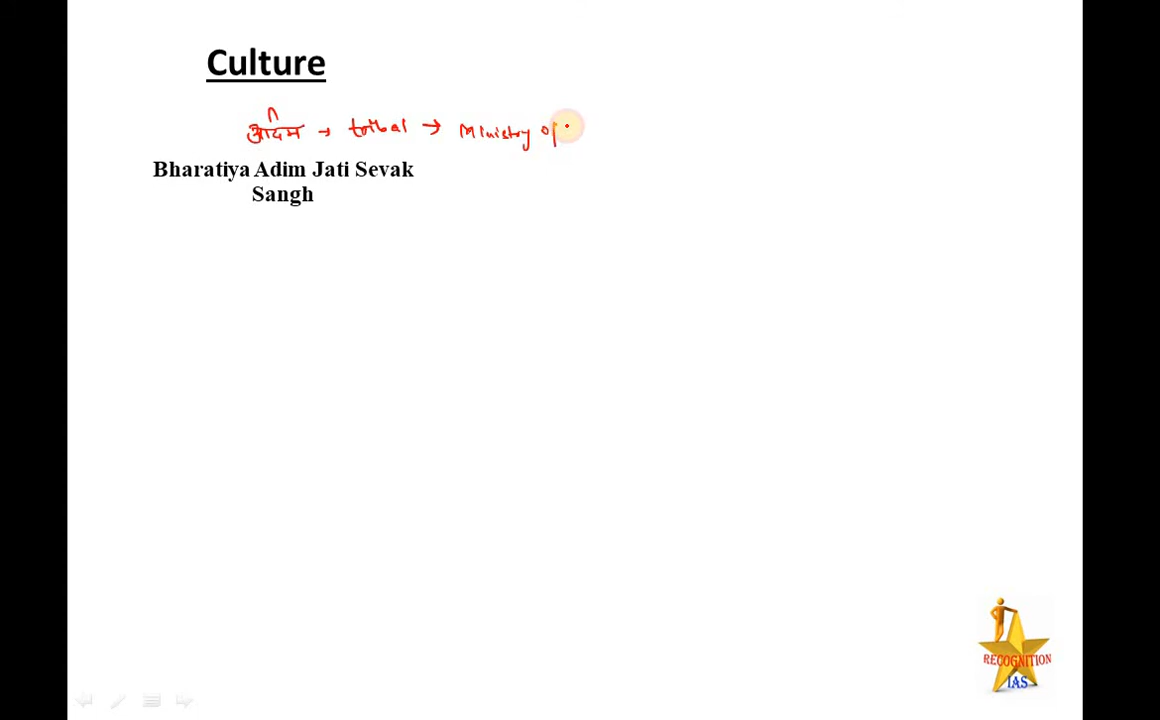 Culture
आदिम → tribal → Ministry of
Bharatiya Adim Jati Sevak
Sangh
RECOGNITION
IAS